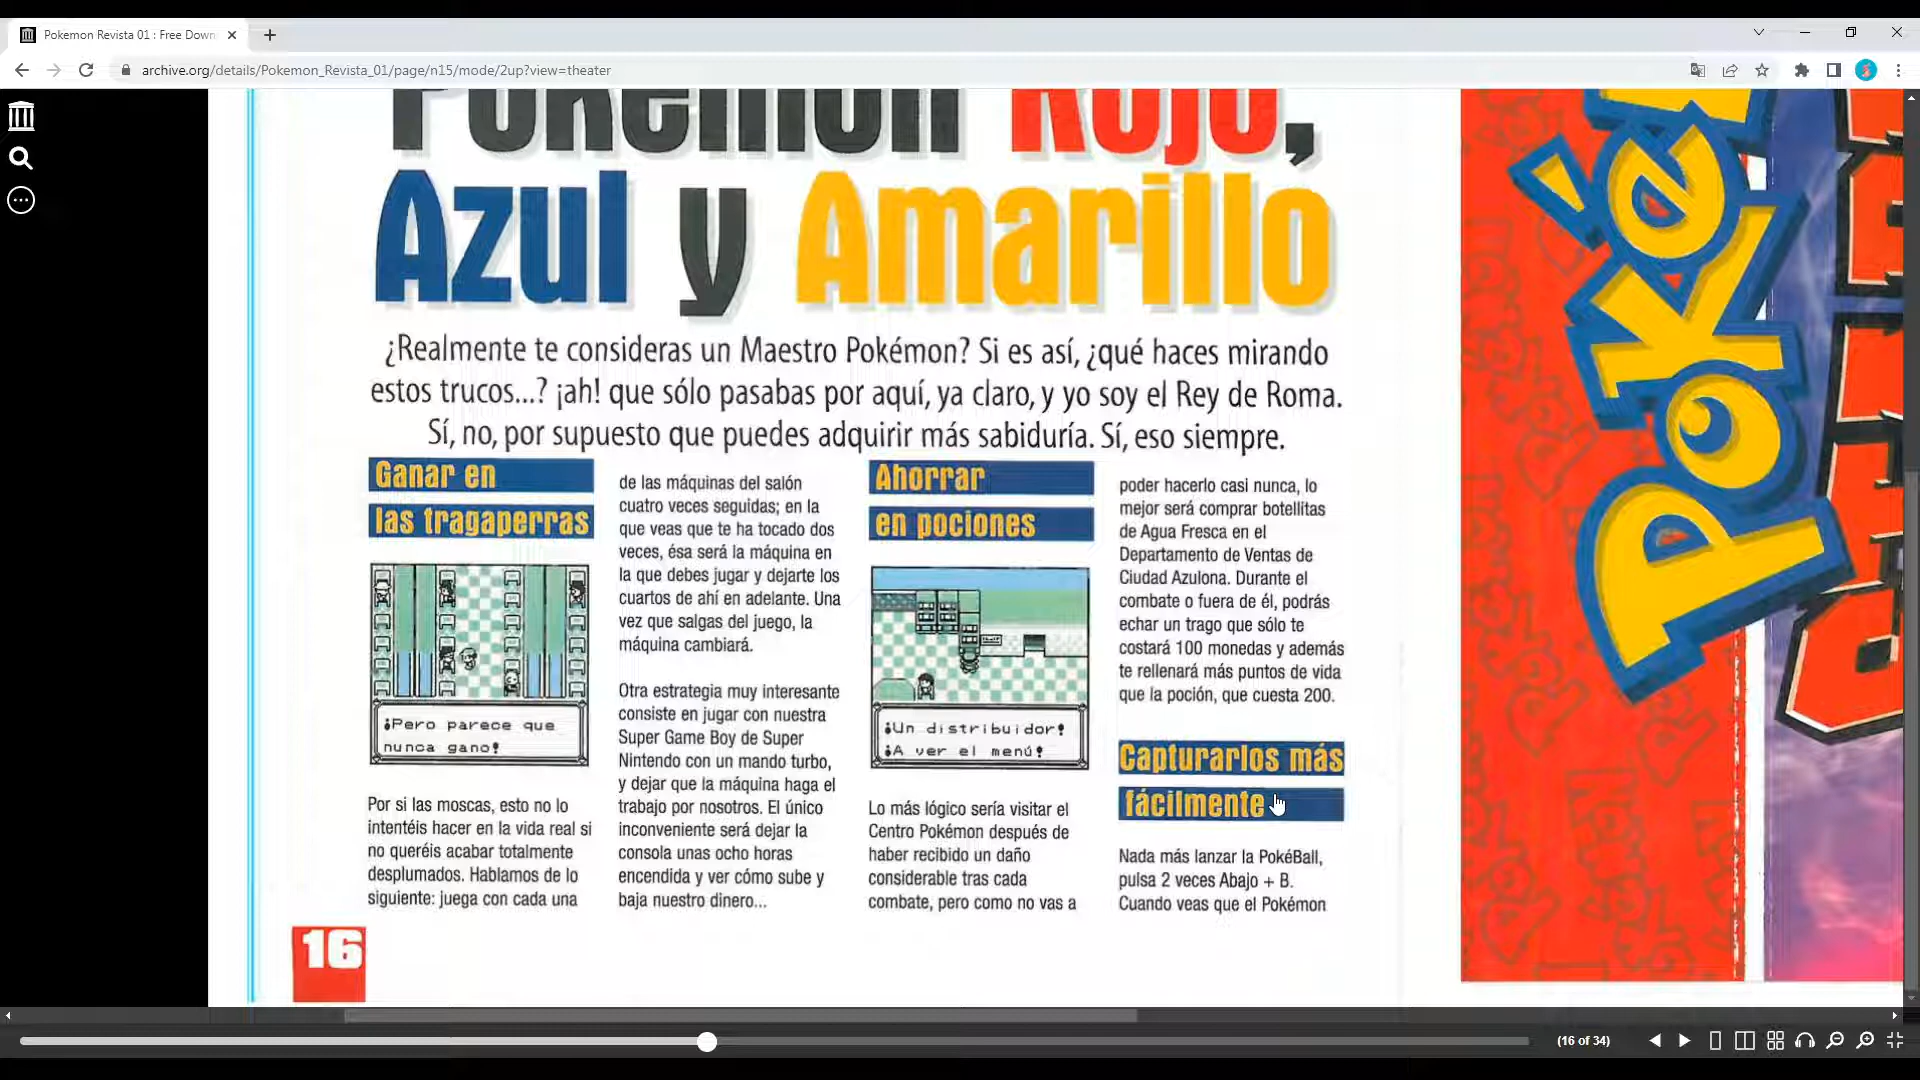 Pokemon Revista 01 : Free Down
archive.org/details/Pokemon_Revista_01/page/n15/mode/2up?view=theater
Pokémon Rojo,
Azul y Amarillo
¿Realmente te consideras un Maestro Pokémon? Si es así, ¿qué haces mirando
estos trucos...? ¡ah! que sólo pasabas por aquí, ya claro, y yo soy el Rey de Roma.
Sí, no, por supuesto que puedes adquirir más sabiduría. Sí, eso siempre.
Ganar en
las tragaperras
¡Pero parece que
nunca gano!
Por si las moscas, esto no lo
intentéis hacer en la vida real si
no queréis acabar totalmente
desplumados. Hablamos de lo
siguiente: juega con cada una
de las máquinas del salón
cuatro veces seguidas; en la
que veas que te ha tocado dos
veces, ésa será la máquina en
la que debes jugar y dejarte los
cuartos de ahí en adelante. Una
vez que salgas del juego, la
máquina cambiará.
Otra estrategia muy interesante
consiste en jugar con nuestra
Super Game Boy de Super
Nintendo con un mando turbo,
y dejar que la máquina haga el
trabajo por nosotros. El único
inconveniente será dejar la
consola unas ocho horas
encendida y ver cómo sube y
baja nuestro dinero...
Ahorrar
en pociones
¡Un distribuidor!
¡A ver el menú!
Lo más lógico sería visitar el
Centro Pokémon después de
haber recibido un daño
considerable tras cada
combate, pero como no vas a
poder hacerlo casi nunca, lo
mejor será comprar botellitas
de Agua Fresca en el
Departamento de Ventas de
Ciudad Azulona. Durante el
combate o fuera de él, podrás
echar un trago que sólo te
costará 100 monedas y además
te rellenará más puntos de vida
que la poción, que cuesta 200.
Capturarlos más
fácilmente
Nada más lanzar la PokéBall,
pulsa 2 veces Abajo + B.
Cuando veas que el Pokémon
16
Poké
(16 of 34)